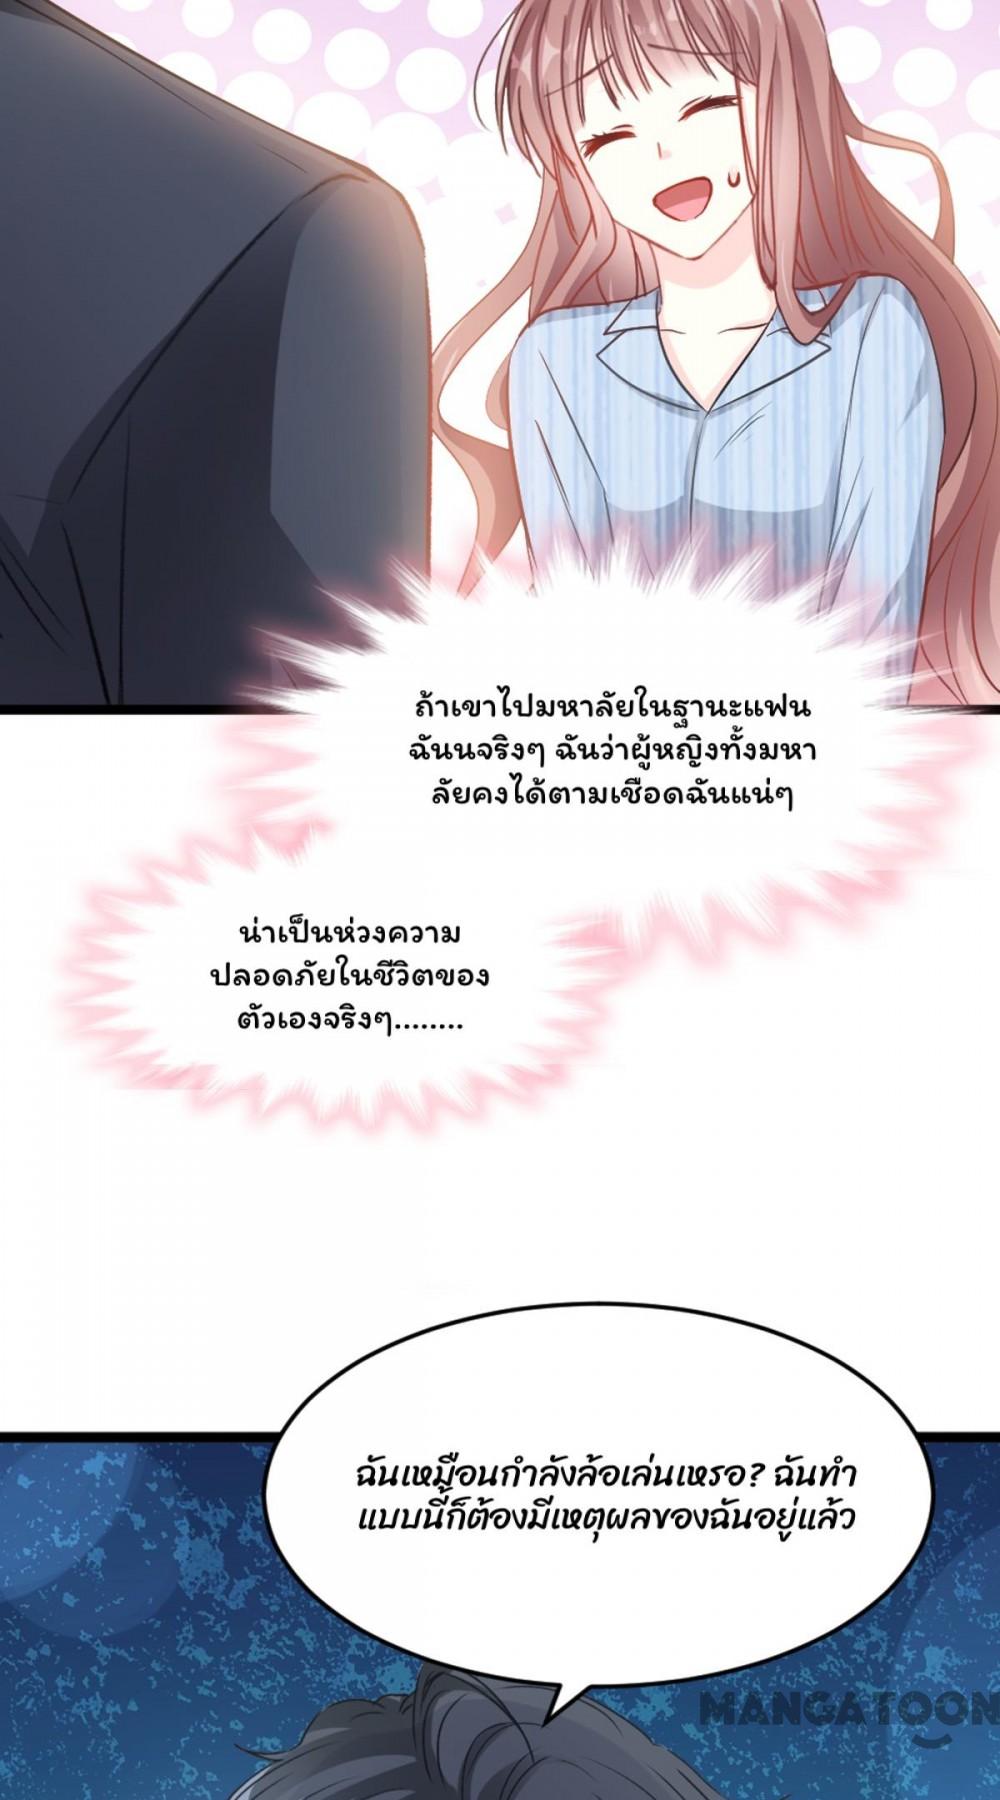 ถ้าเขาไปมหาลัยในฐานะแฟน
ฉันนจริงๆ ฉันว่าผู้หญิงทั้งมหา
ลัยคงได้ตามเชือดฉันแน่ๆ
น่าเป็นห่วงความ
ปลอดภัยในชีวิตของ
ตัวเองจริงๆ........
ฉันเหมือนกำลังล้อเล่นเหรอ? ฉันทำ
แบบนี้ก็ต้องมีเหตุผลของฉันอยู่แล้ว
MANGATOON